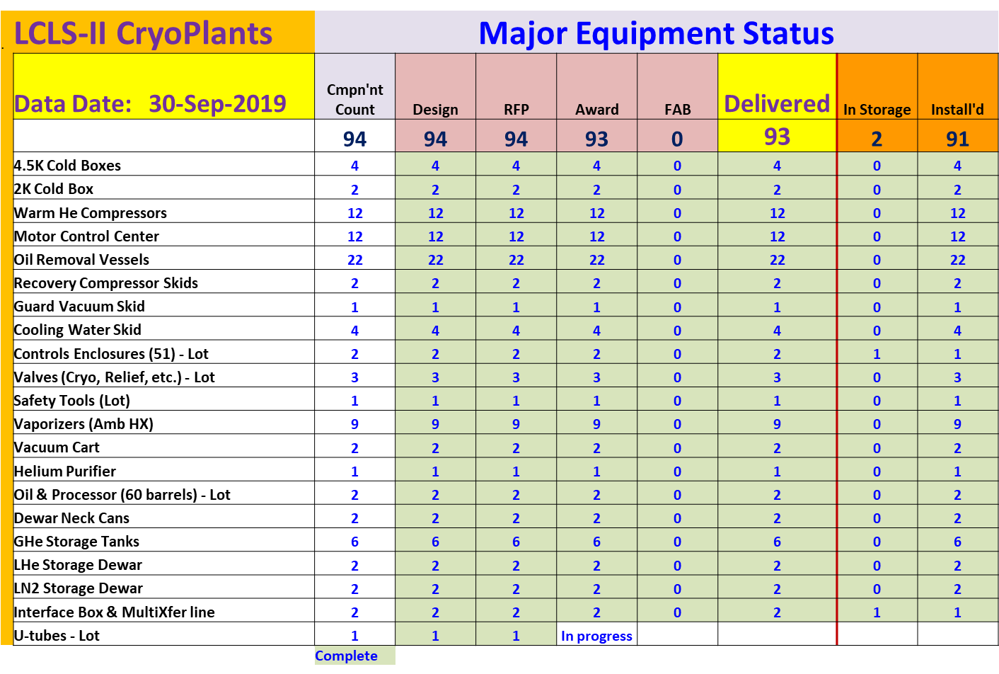 LCLS-II CryoPlants Major Equipment Status
Data Date: 30-Sep-2019 Cmpn'nt Count Design RFP Award FAB Delivered In Storage Install'd
94 94 94 93 0 93 2 91
4.5K Cold Boxes 4 4 4 4 0 4 0 4
2K Cold Box 2 2 2 2 0 2 0 2
Warm He Compressors 12 12 12 12 0 12 0 12
Motor Control Center 12 12 12 12 0 12 0 12
Oil Removal Vessels 22 22 22 22 0 22 0 22
Recovery Compressor Skids 2 2 2 2 0 2 0 2
Guard Vacuum Skid 1 1 1 1 0 1 0 1
Cooling Water Skid 4 4 4 4 0 4 0 4
Controls Enclosures (51) - Lot 2 2 2 2 0 2 1 1
Valves (Cryo, Relief, etc.) - Lot 3 3 3 3 0 3 0 3
Safety Tools (Lot) 1 1 1 1 0 1 0 1
Vaporizers (Amb HX) 9 9 9 9 0 9 0 9
Vacuum Cart 2 2 2 2 0 2 0 2
Helium Purifier 1 1 1 1 0 1 0 1
Oil & Processor (60 barrels) - Lot 2 2 2 2 0 2 0 2
Dewar Neck Cans 2 2 2 2 0 2 0 2
GHe Storage Tanks 6 6 6 6 0 6 0 6
LHe Storage Dewar 2 2 2 2 0 2 0 2
LN2 Storage Dewar 2 2 2 2 0 2 0 2
Interface Box & MultiXfer line 2 2 2 2 0 2 1 1
U-tubes - Lot 1 1 1 In progress
Complete